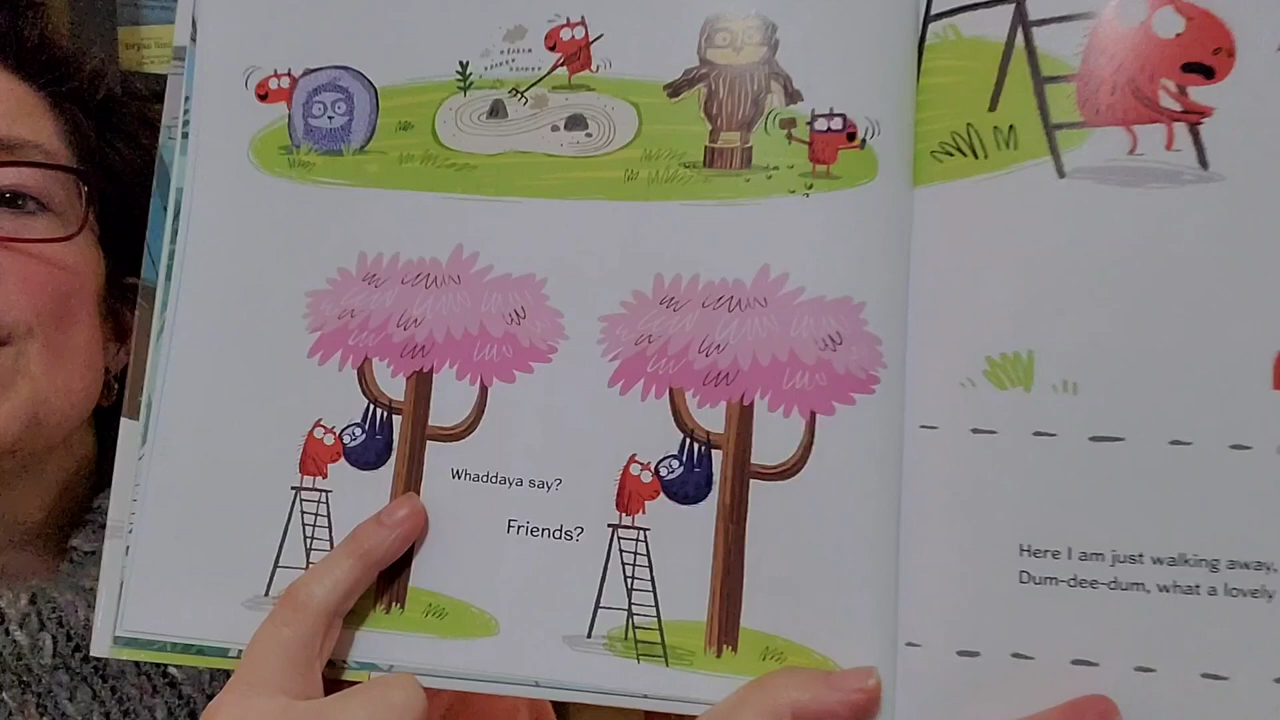 Whaddaya say?
Friends?
Here I am just walking away,
Dum-dee-dum, what a lovely